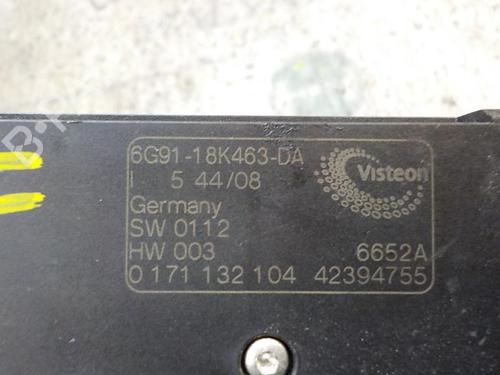 6G91-18K463-DA
I 5 44/08
Visteon
Germany
SW 0112
HW 003 6652A
0 171 132 104 42394755